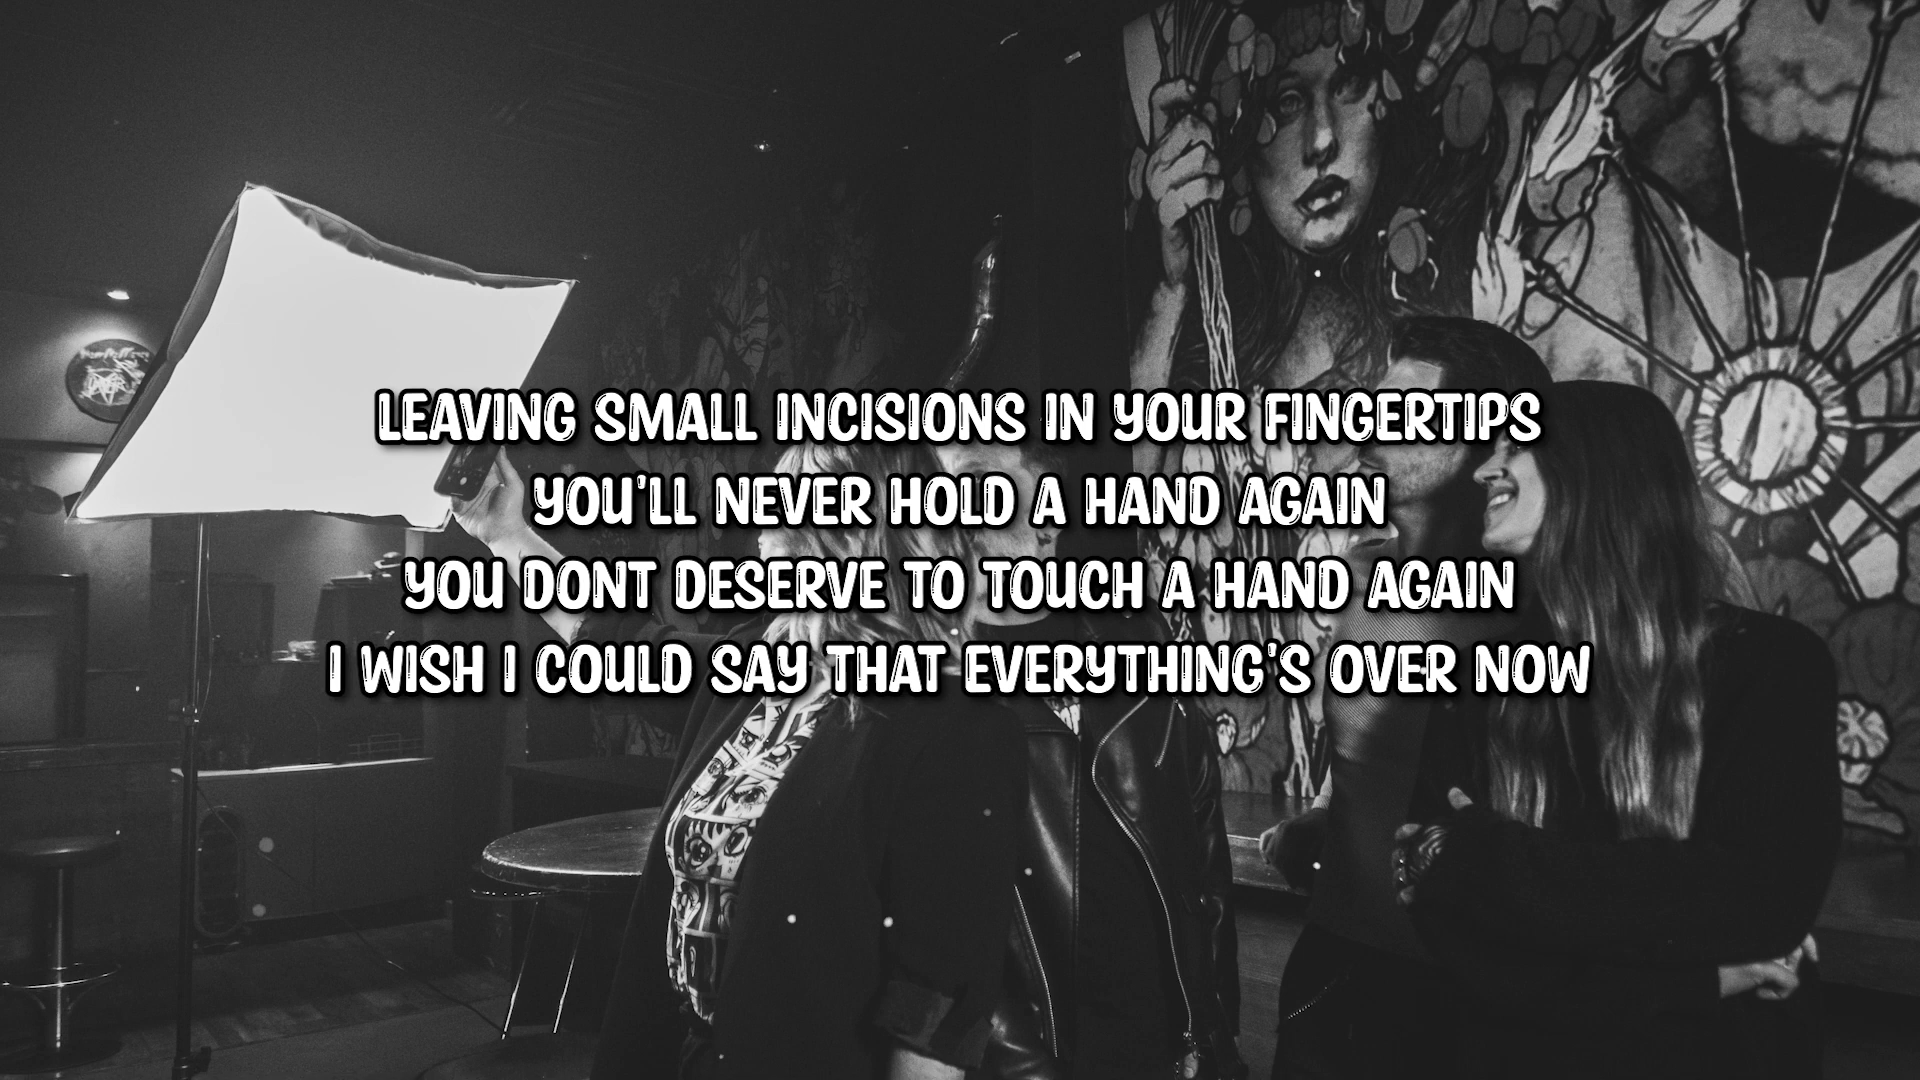 LEAVING SMALL INCISIONS IN YOUR FINGERTIPS
YOU'LL NEVER HOLD A HAND AGAIN
YOU DONT DESERVE TO TOUCH A HAND AGAIN
I WISH I COULD SAY THAT EVERYTHING'S OVER NOW